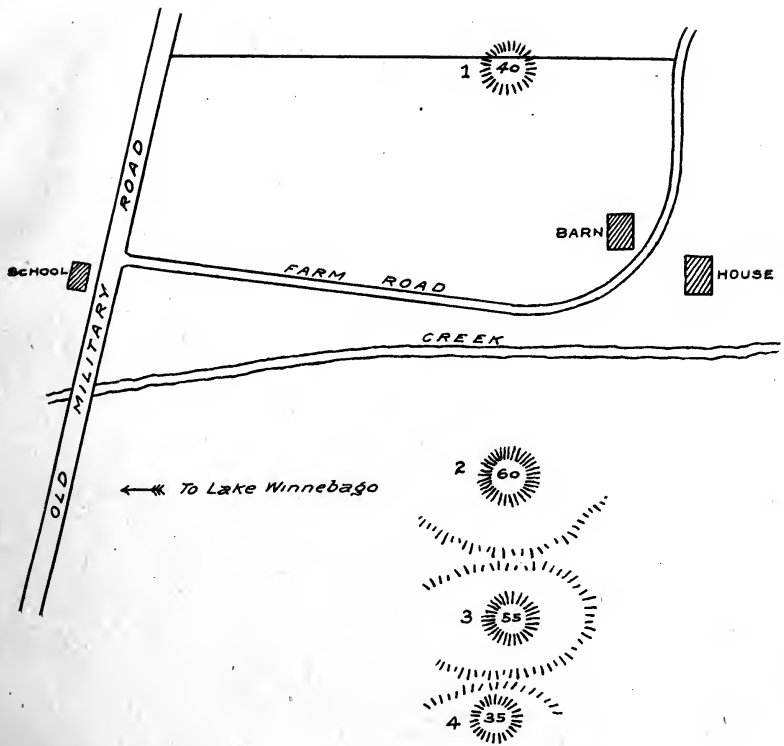 1 40
BARN
SCHOOL
HOUSE
FARM ROAD
CREEK
OLD MILITARY ROAD
2 60
To Lake Winnebago
3 55
4 35